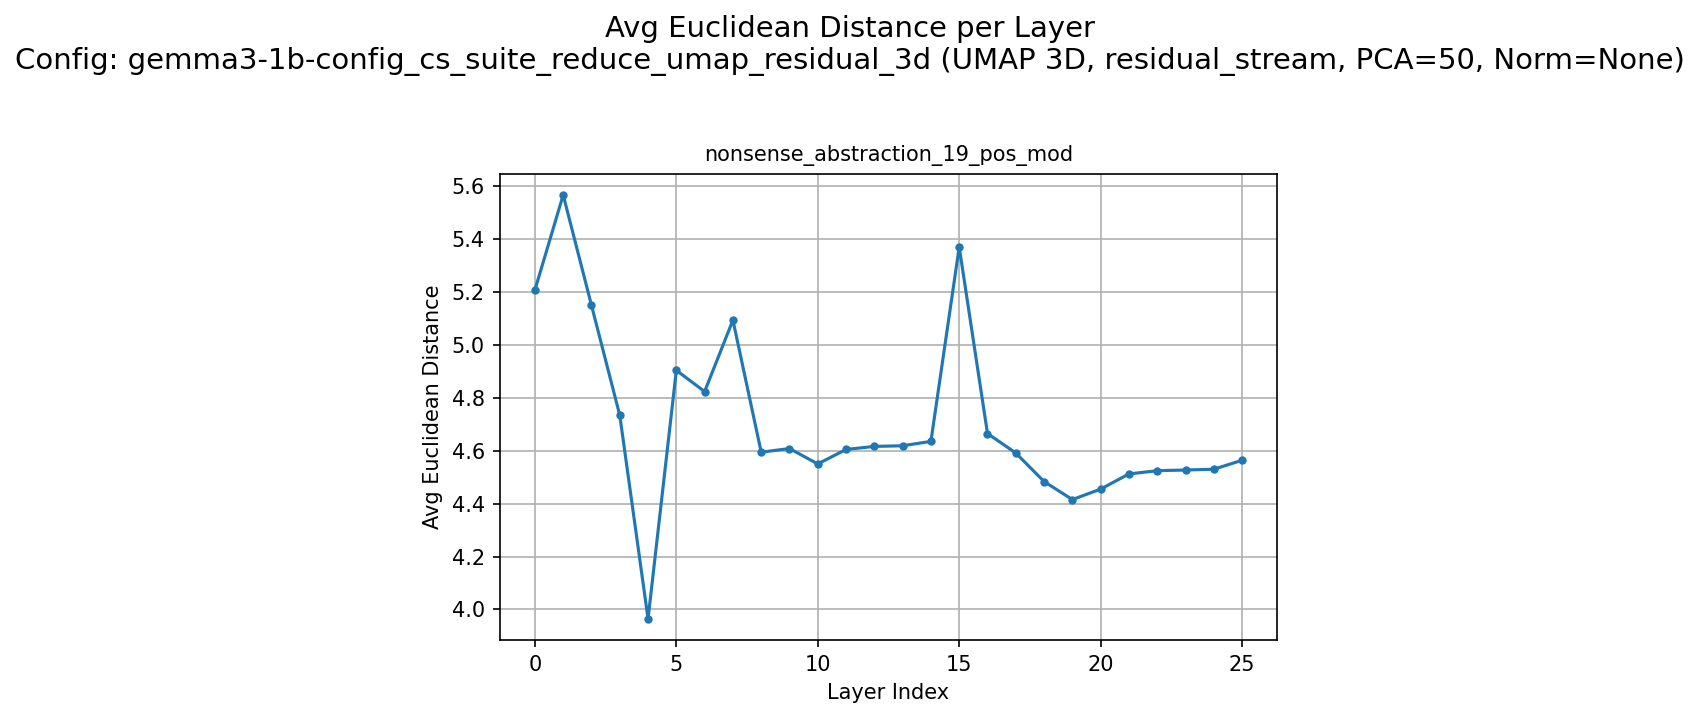 Avg Euclidean Distance per Layer
Config: gemma3-1b-config_cs_suite_reduce_umap_residual_3d (UMAP 3D, residual_stream, PCA=50, Norm=None)
nonsense_abstraction_19_pos_mod
5.6
5.4
5.2
5.0
4.8
4.6
4.4
4.2
4.0
Avg Euclidean Distance
0 5 10 15 20 25
Layer Index